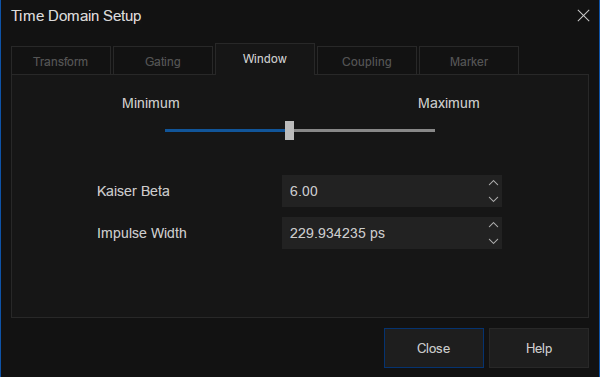 Time Domain Setup
Transform Gating Window Coupling Marker
Minimum Maximum
Kaiser Beta 6.00
Impulse Width 229.934235 ps
Close Help